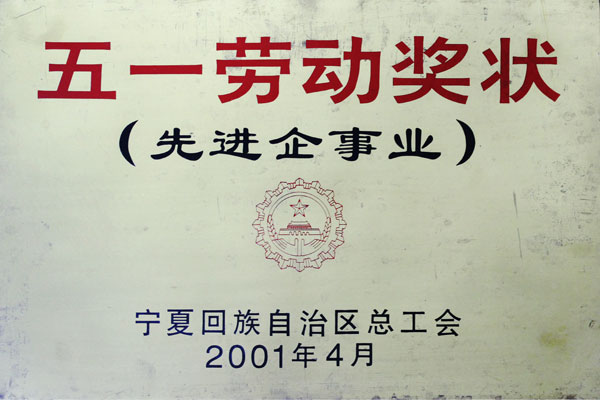 五一劳动奖状
（先进企事业）
宁夏回族自治区总工会
2001年4月